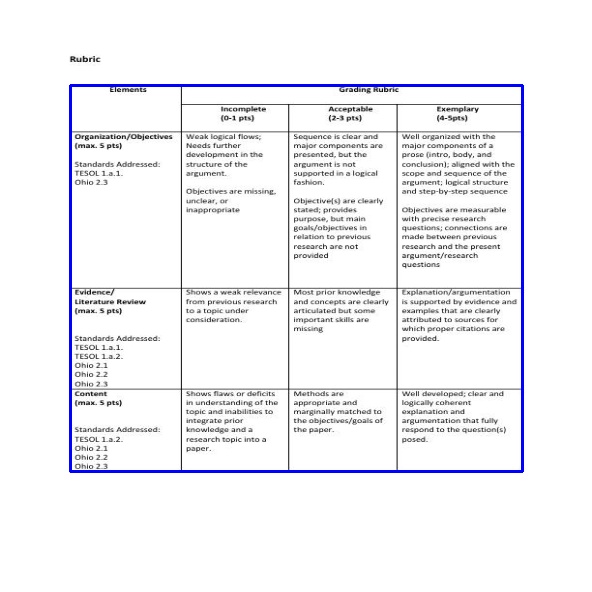 Rubric
Elements
Grading Rubric
Incomplete
(0-1 pts)
Acceptable
(2-3 pts)
Exemplary
(4-5pts)
Organization/Objectives
(max. 5 pts)
Standards Addressed:
TESOL 1.a.1.
Ohio 2.3
Weak logical flows;
Needs further
development in the
structure of the
argument.
Objectives are missing,
unclear, or
inappropriate
Sequence is clear and
major components are
presented, but the
argument is not
supported in a logical
fashion.
Objective(s) are clearly
stated; provides
purpose, but main
goals/objectives in
relation to previous
research are not
provided
Well organized with the
major components of a
prose (intro, body, and
conclusion); aligned with the
scope and sequence of the
argument; logical structure
and step-by-step sequence
Objectives are measurable
with precise research
questions; connections are
made between previous
research and the present
argument/research
questions
Evidence/
Literature Review
(max. 5 pts)
Standards Addressed:
TESOL 1.a.1.
TESOL 1.a.2.
Ohio 2.1
Ohio 2.2
Ohio 2.3
Shows a weak relevance
from previous research
to a topic under
consideration.
Most prior knowledge
and concepts are clearly
articulated but some
important skills are
missing
Explanation/argumentation
is supported by evidence and
examples that are clearly
attributed to sources for
which proper citations are
provided.
Content
(max. 5 pts)
Standards Addressed:
TESOL 1.a.2.
Ohio 2.1
Ohio 2.2
Ohio 2.3
Shows flaws or deficits
in understanding of the
topic and inabilities to
integrate prior
knowledge and a
research topic into a
paper.
Methods are
appropriate and
marginally matched to
the objectives/goals of
the paper.
Well developed; clear and
logically coherent
explanation and
argumentation that fully
respond to the question(s)
posed.